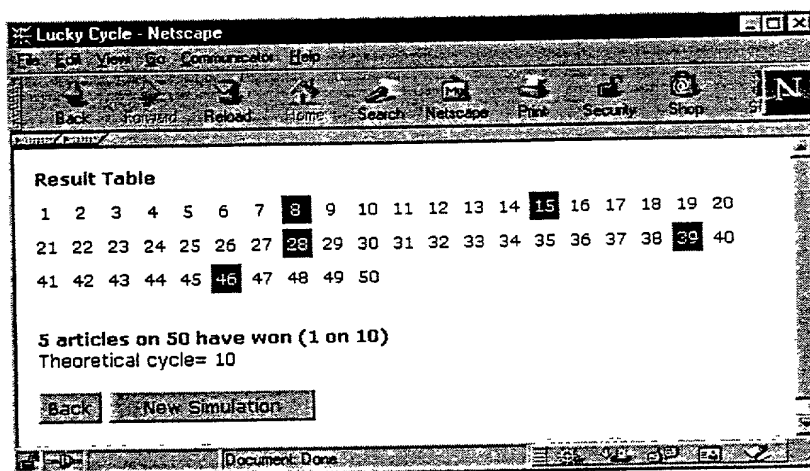 Lucky Cycle - Netscape
File Edit View Go Communicator Help
Back Forward Reload Home Search Netscape Print Security Shop
N
Result Table
1 2 3 4 5 6 7 8 9 10 11 12 13 14 15 16 17 18 19 20
21 22 23 24 25 26 27 28 29 30 31 32 33 34 35 36 37 38 39 40
41 42 43 44 45 46 47 48 49 50
5 articles on 50 have won (1 on 10)
Theoretical cycle= 10
Back New Simulation
Document: Done